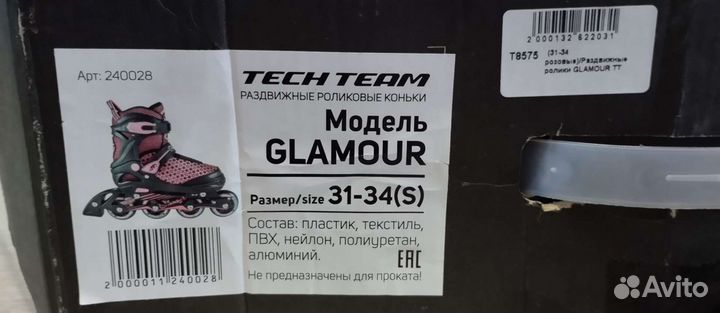 Арт: 240028
2 000011 240028
TECH TEAM
РАЗДВИЖНЫЕ РОЛИКОВЫЕ КОНЬКИ
Модель
GLAMOUR
Размер/size 31-34(S)
Состав: пластик, текстиль,
ПВХ, нейлон, полиуретан,
алюминий.
EAC
Не предназначены для проката!
2 000132 622031
T8575 (31-34
розовые)/Раздвижные
ролики GLAMOUR TT
Avito